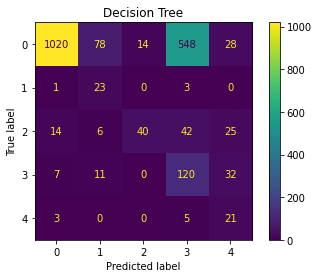 Decision Tree
0 1020 78 14 548 28
1 1 23 0 3 0
2 14 6 40 42 25
3 7 11 0 120 32
4 3 0 0 5 21
0 1 2 3 4
True label
Predicted label
1000
800
600
400
200
0